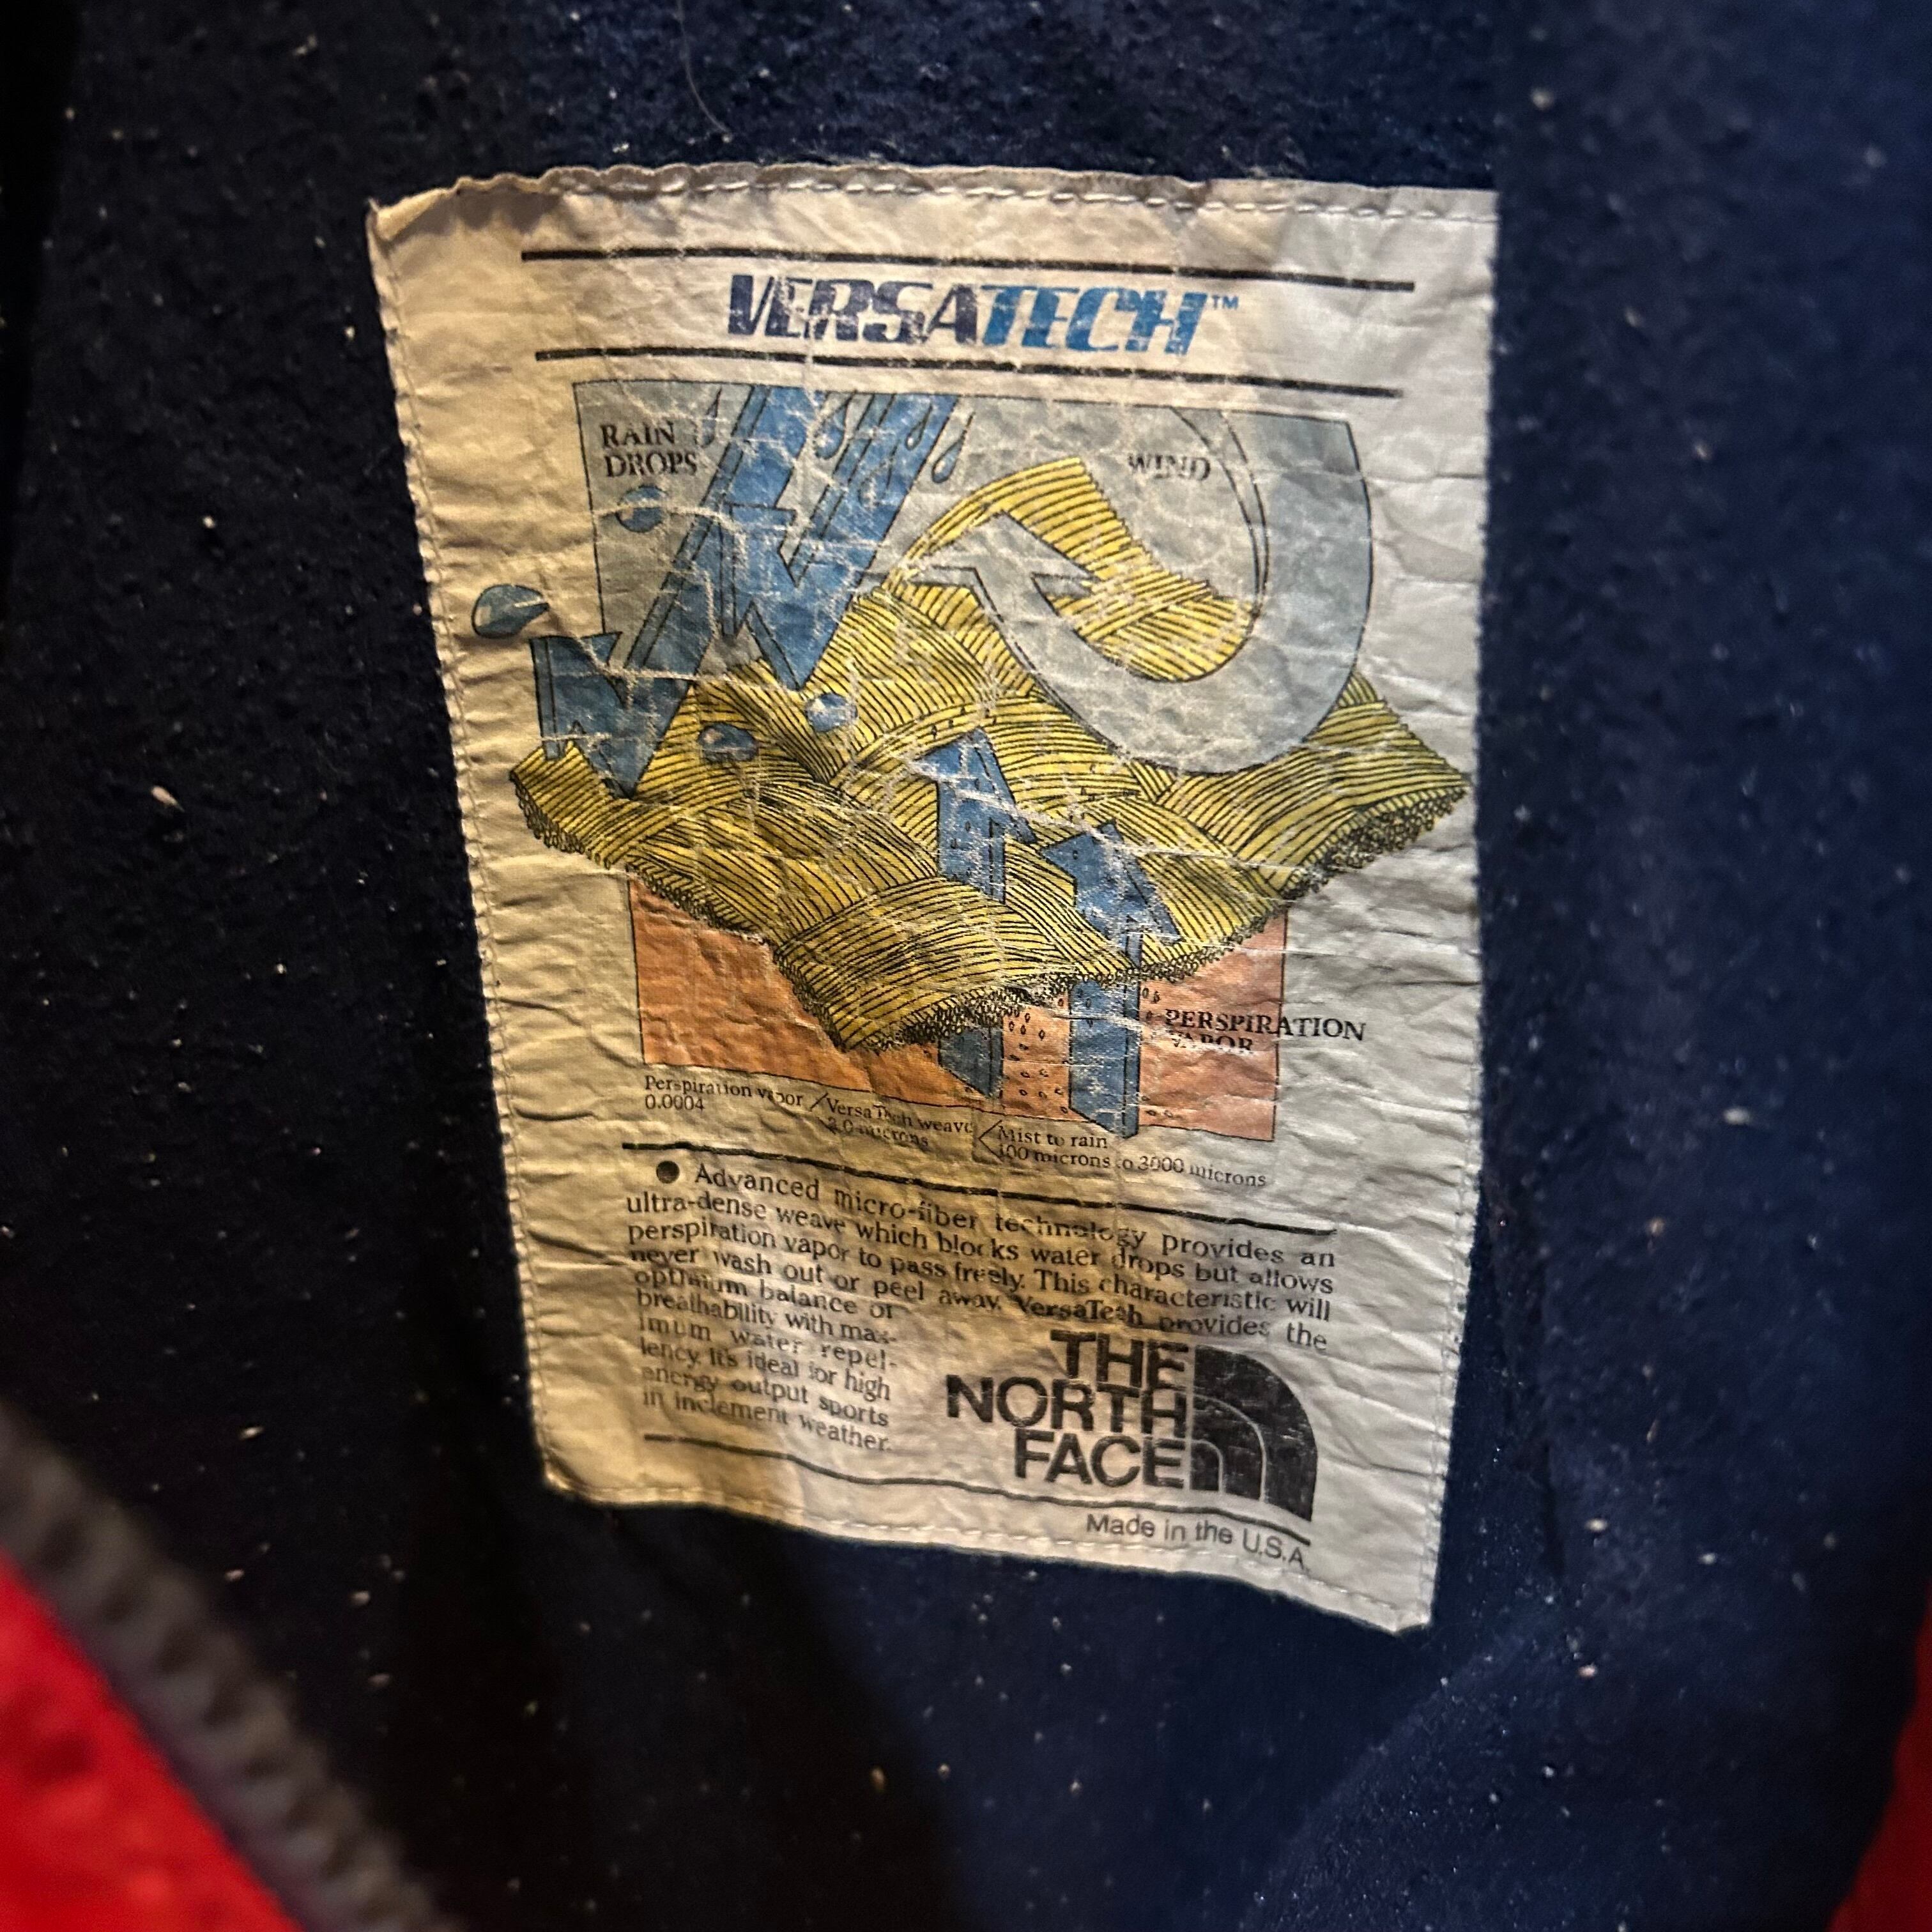 VERSATECH™
RAIN
DROPS
WIND
PERSPIRATION
VAPOR
Perspiration vapor
0.0004
VersaTech weave
3.0 microns
Mist to rain
100 microns to 3000 microns
● Advanced micro-fiber technology provides an
ultra-dense weave which blocks water drops but allows
perspiration vapor to pass freely. This characteristic will
never wash out or peel away. VersaTech provides the
optimum balance of
breathability with max-
imum water repel-
lency. It's ideal for high
energy output sports
in inclement weather.
THE
NORTH
FACE
Made in the U.S.A.